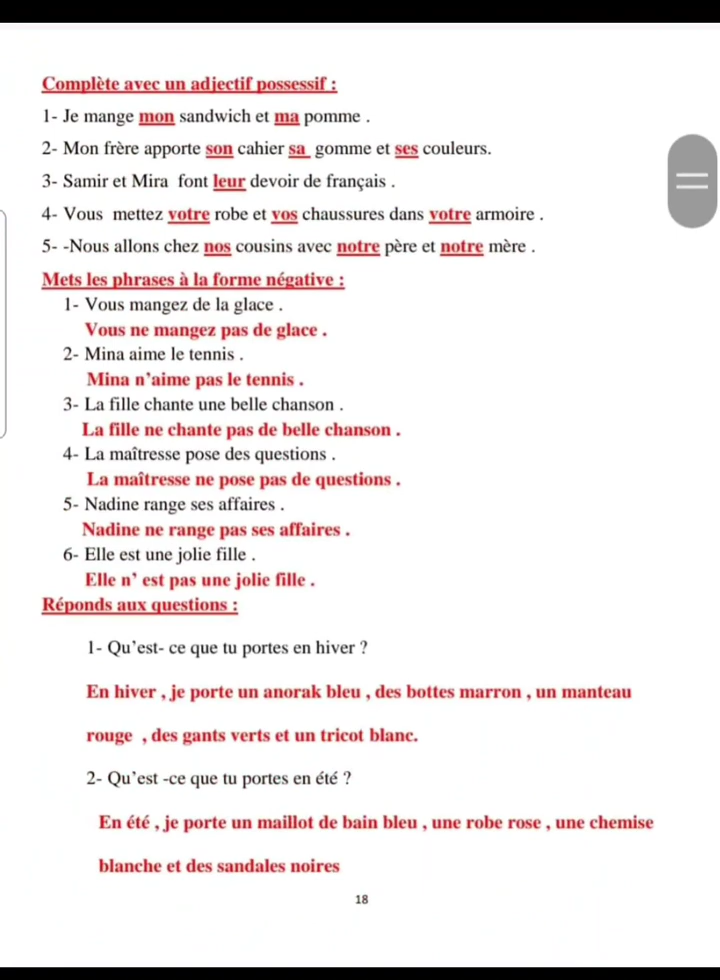 Complète avec un adjectif possessif :
1- Je mange mon sandwich et ma pomme .
2- Mon frère apporte son cahier sa gomme et ses couleurs.
3- Samir et Mira font leur devoir de français .
4- Vous mettez votre robe et vos chaussures dans votre armoire .
5- -Nous allons chez nos cousins avec notre père et notre mère .
Mets les phrases à la forme négative :
1- Vous mangez de la glace .
Vous ne mangez pas de glace .
2- Mina aime le tennis .
Mina n'aime pas le tennis .
3- La fille chante une belle chanson .
La fille ne chante pas de belle chanson .
4- La maîtresse pose des questions .
La maîtresse ne pose pas de questions .
5- Nadine range ses affaires .
Nadine ne range pas ses affaires .
6- Elle est une jolie fille .
Elle n' est pas une jolie fille .
Réponds aux questions :
1- Qu'est- ce que tu portes en hiver ?
En hiver , je porte un anorak bleu , des bottes marron , un manteau
rouge , des gants verts et un tricot blanc.
2- Qu'est -ce que tu portes en été ?
En été , je porte un maillot de bain bleu , une robe rose , une chemise
blanche et des sandales noires
18